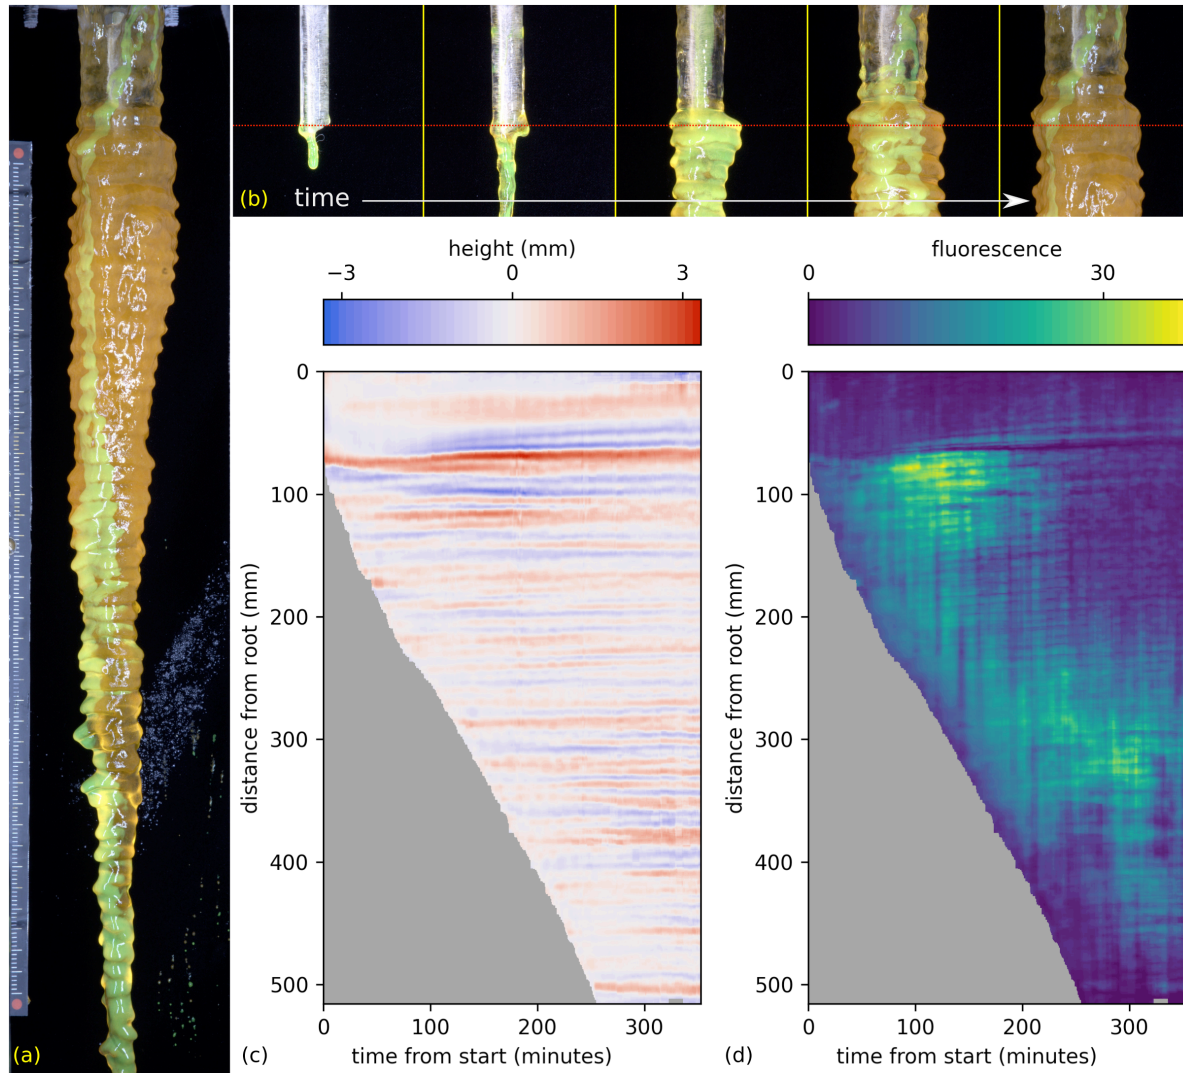 (a)
(b)
time
height (mm)
−3 0 3
distance from root (mm)
0
100
200
300
400
500
0 100 200 300
time from start (minutes)
(c)
fluorescence
0 30
distance from root (mm)
0
100
200
300
400
500
0 100 200 300
time from start (minutes)
(d)